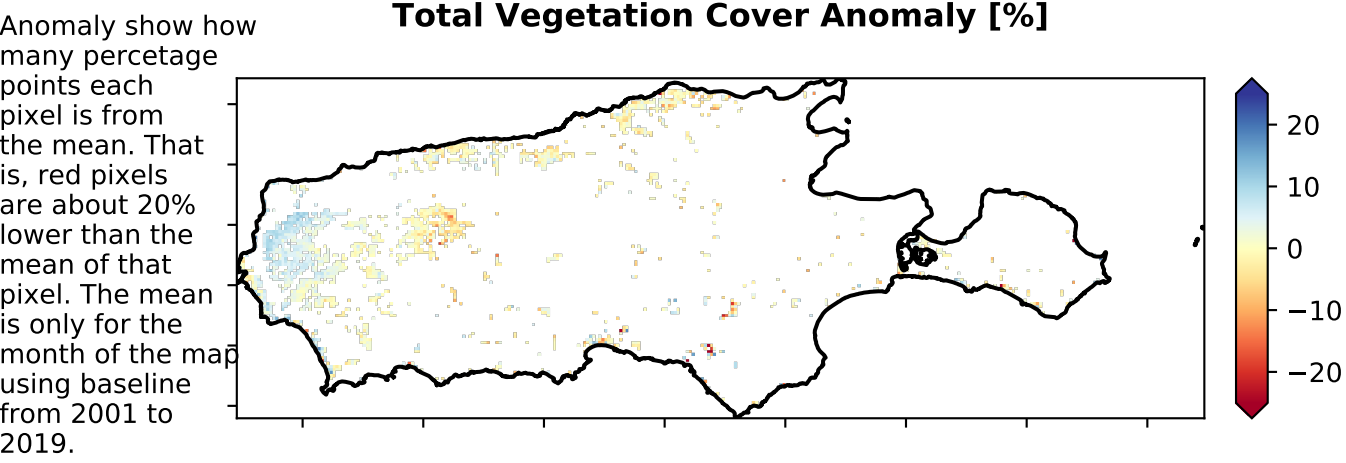 Total Vegetation Cover Anomaly [%]
Anomaly show how
many percetage
points each
pixel is from
the mean. That
is, red pixels
are about 20%
lower than the
mean of that
pixel. The mean
is only for the
month of the map
using baseline
from 2001 to
2019.
20
10
0
−10
−20